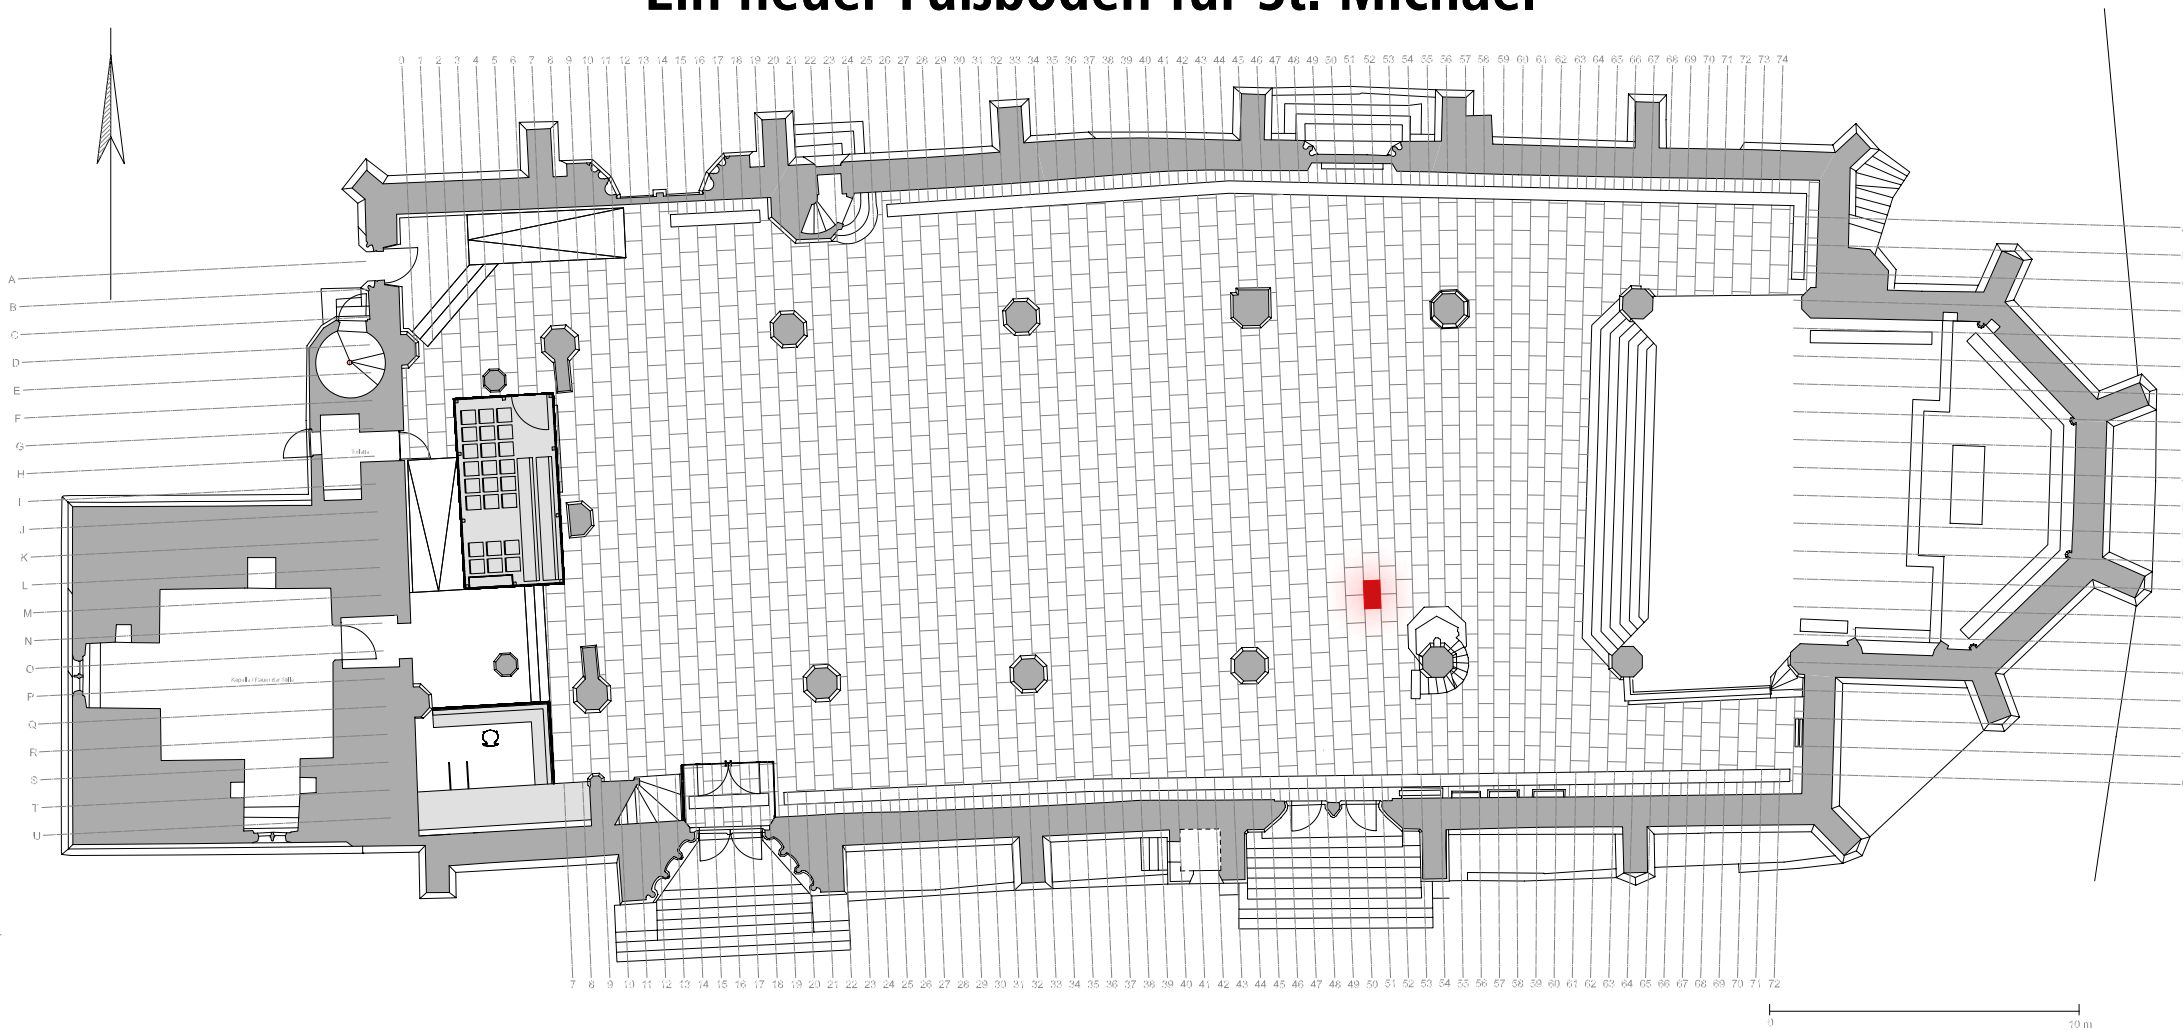 Ein neuer Fußboden für St. Michael
0 1 2 3 4 5 6 7 8 9 10 11 12 14 15 16 17 18 19 20 21 22 23 24 25 26 27 28 29 30 31 32 33 34 35 36 37 38 39 40 41 42 43 44 45 46 47 48 49 50 51 52 53 54 55 56 57 58 59 60 61 62 63 64 65 66 67 68 69 70 71 72 73 74
A
B
C
D
E
F
G
H
I
J
K
L
M
N
O
P
Q
R
S
T
U
7 8 9 10 11 12 13 14 15 16 17 18 19 20 21 22 23 24 25 26 27 28 29 30 31 32 33 34 35 36 37 38 39 40 41 42 43 44 45 46 47 48 49 50 51 52 53 54 55 56 57 58 59 60 61 62 63 64 65 66 67 68 69 70 71 72
0 10 m